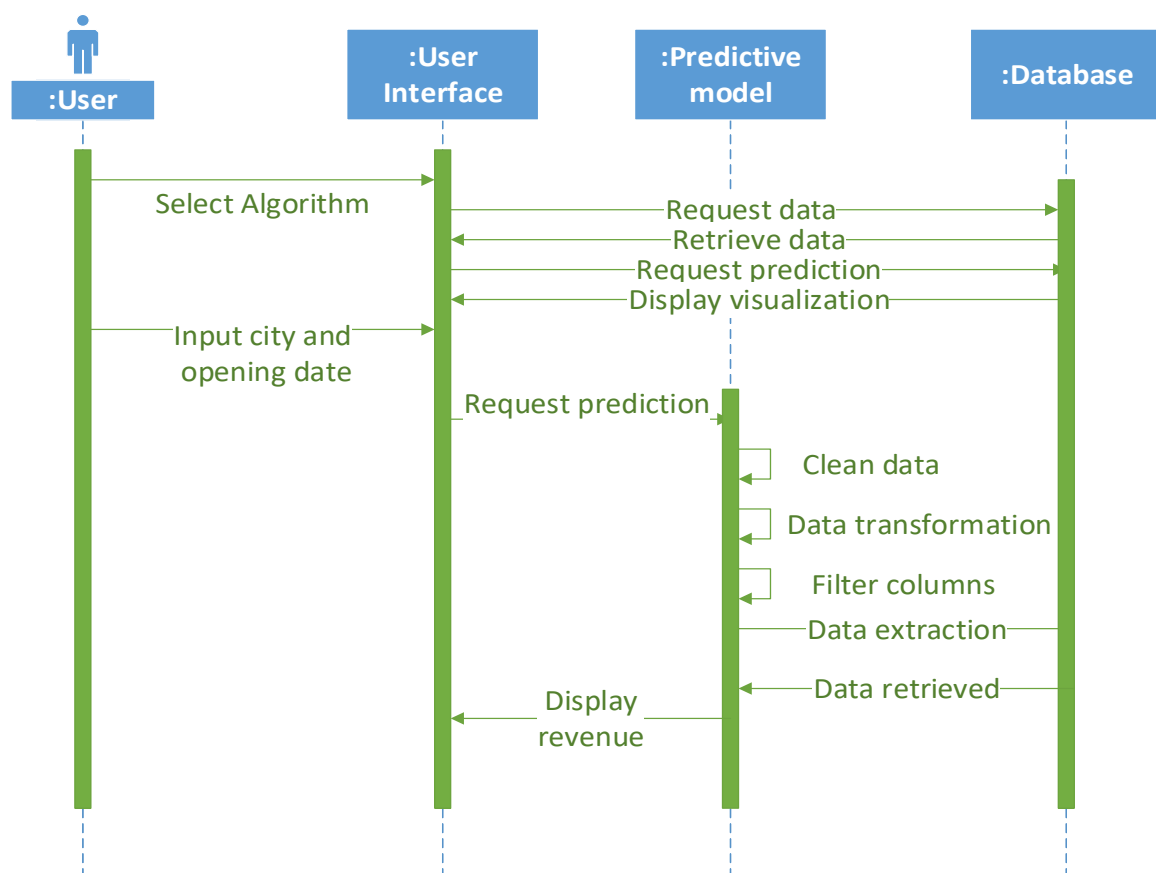 :User
:User
Interface
:Predictive
model
:Database
Select Algorithm
Request data
Retrieve data
Request prediction
Display visualization
Input city and
opening date
Request prediction
Clean data
Data transformation
Filter columns
Data extraction
Data retrieved
Display
revenue